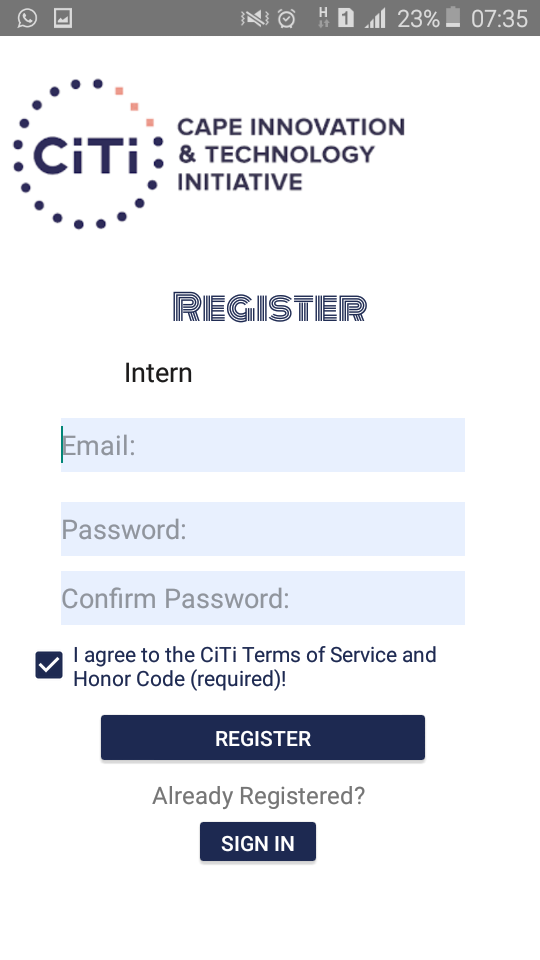 H 1 23% 07:35
CiTi
CAPE INNOVATION
& TECHNOLOGY
INITIATIVE
REGISTER
Intern
Email:
Password:
Confirm Password:
I agree to the CiTi Terms of Service and
Honor Code (required)!
REGISTER
Already Registered?
SIGN IN